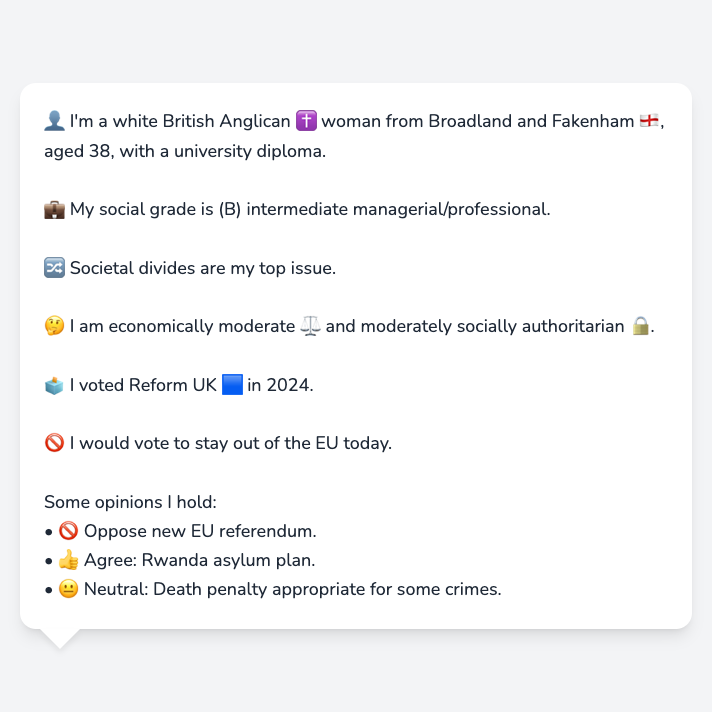 👤 I'm a white British Anglican ✝️ woman from Broadland and Fakenham 🏴󠁧󠁢󠁥󠁮󠁧󠁿,
aged 38, with a university diploma.
💼 My social grade is (B) intermediate managerial/professional.
🔀 Societal divides are my top issue.
🤔 I am economically moderate ⚖️ and moderately socially authoritarian 🔒.
🗳️ I voted Reform UK 🟦 in 2024.
🚫 I would vote to stay out of the EU today.
Some opinions I hold:
• 🚫 Oppose new EU referendum.
• 👍 Agree: Rwanda asylum plan.
• 😐 Neutral: Death penalty appropriate for some crimes.